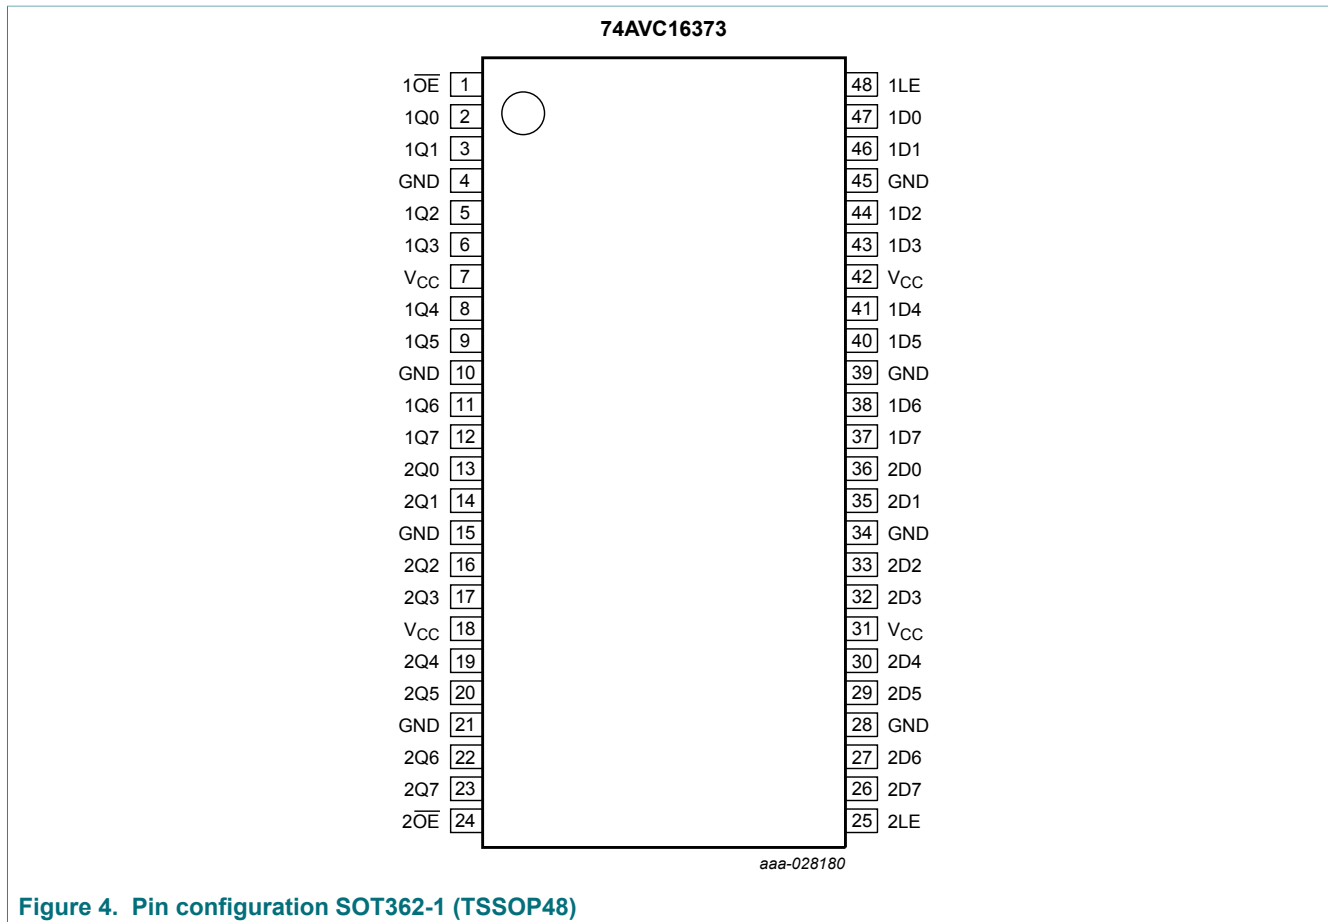 74AVC16373
1O̅E̅ 1 48 1LE
1Q0 2 47 1D0
1Q1 3 46 1D1
GND 4 45 GND
1Q2 5 44 1D2
1Q3 6 43 1D3
VCC 7 42 VCC
1Q4 8 41 1D4
1Q5 9 40 1D5
GND 10 39 GND
1Q6 11 38 1D6
1Q7 12 37 1D7
2Q0 13 36 2D0
2Q1 14 35 2D1
GND 15 34 GND
2Q2 16 33 2D2
2Q3 17 32 2D3
VCC 18 31 VCC
2Q4 19 30 2D4
2Q5 20 29 2D5
GND 21 28 GND
2Q6 22 27 2D6
2Q7 23 26 2D7
2O̅E̅ 24 25 2LE
aaa-028180
Figure 4. Pin configuration SOT362-1 (TSSOP48)